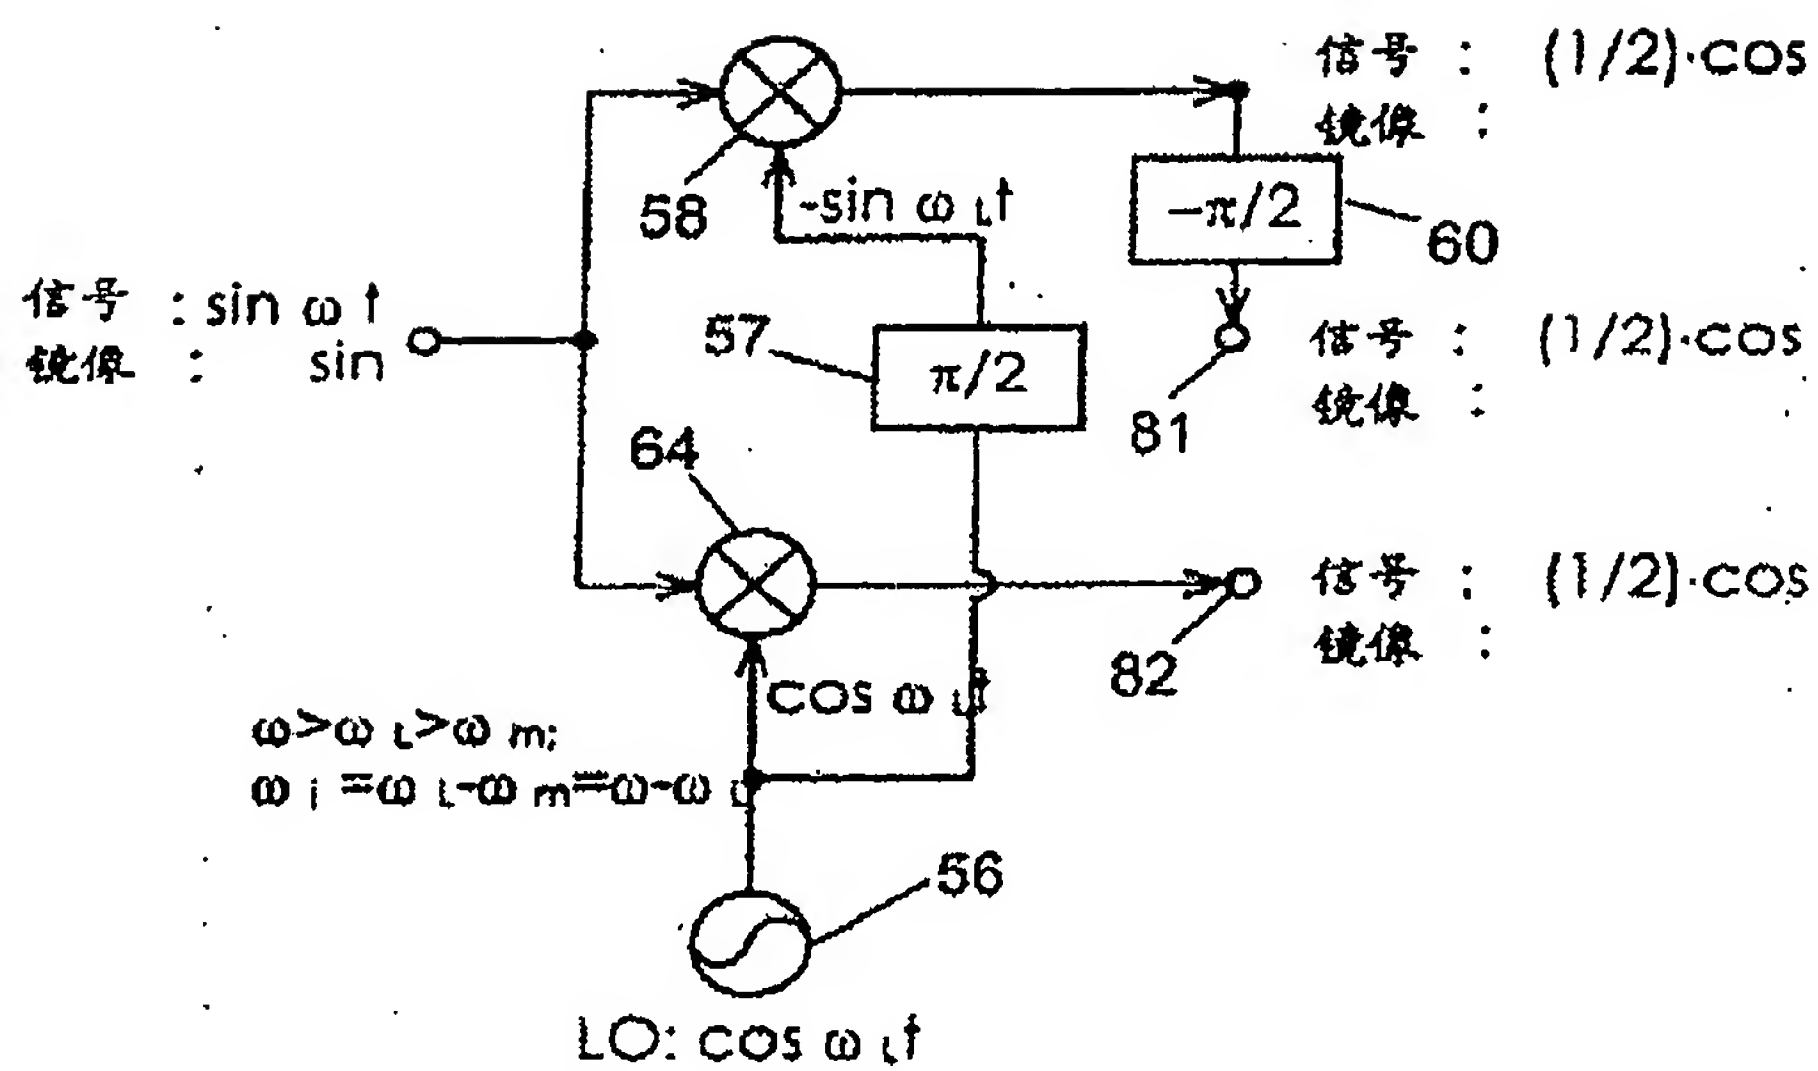 信号 : (1/2)·cos
镜像 :
58
-sin ω Lt
−π/2
60
信号 : sin ω t
镜像 : sin
57
π/2
信号 : (1/2)·cos
镜像 :
81
64
信号 : (1/2)·cos
镜像 :
82
cos ω Lt
ω>ω L>ω m;
ω i =ω L-ω m=ω-ω L
56
LO: cos ω Lt